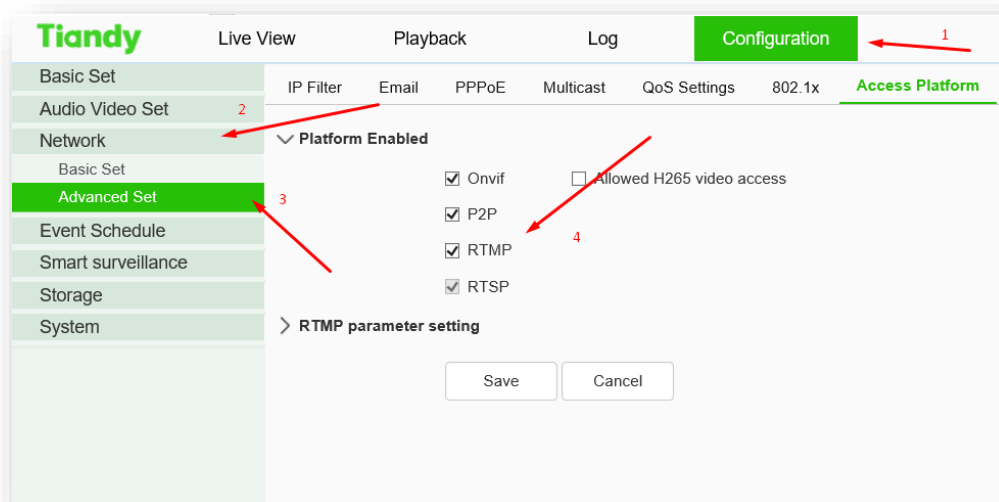 Tiandy Live View Playback Log Configuration 1
Basic Set
Audio Video Set 2
Network
Basic Set
Advanced Set 3
Event Schedule
Smart surveillance
Storage
System
IP Filter Email PPPoE Multicast QoS Settings 802.1x Access Platform
Platform Enabled
Onvif Allowed H265 video access
P2P
RTMP 4
RTSP
RTMP parameter setting
Save Cancel